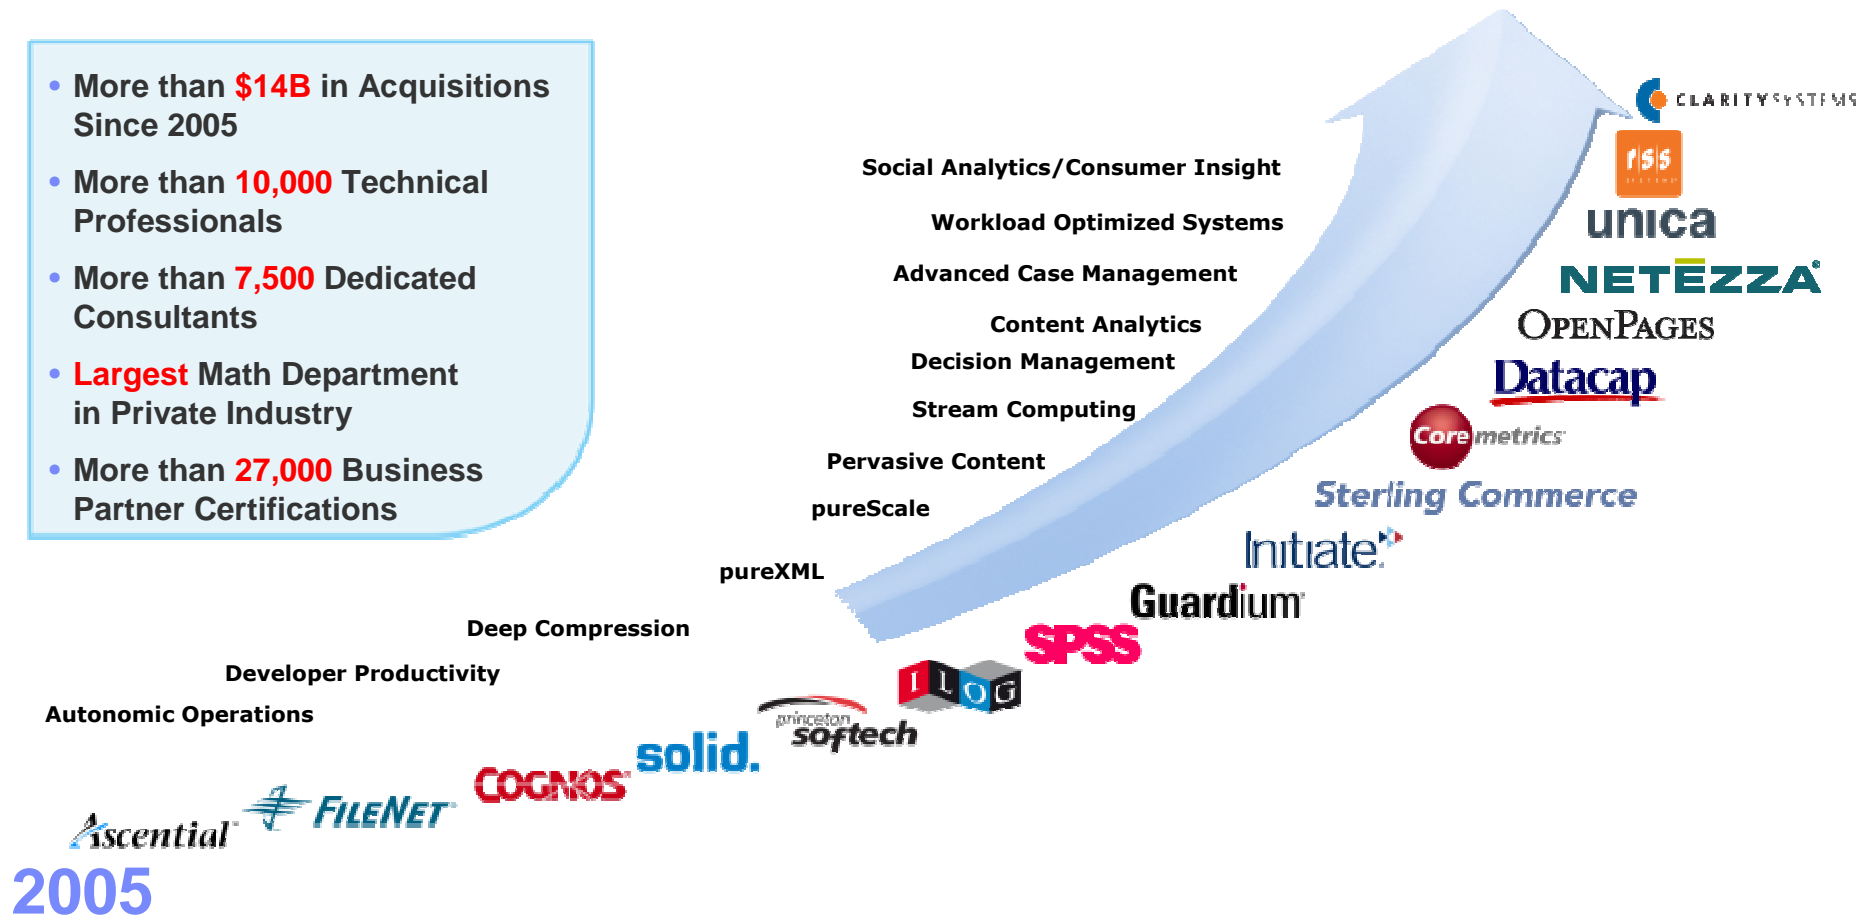 • More than $14B in Acquisitions
Since 2005
• More than 10,000 Technical
Professionals
• More than 7,500 Dedicated
Consultants
• Largest Math Department
in Private Industry
• More than 27,000 Business
Partner Certifications
Social Analytics/Consumer Insight
Workload Optimized Systems
Advanced Case Management
Content Analytics
Decision Management
Stream Computing
Pervasive Content
pureScale
pureXML
Deep Compression
Developer Productivity
Autonomic Operations
CLARITY SYSTEMS
unica
NETEZZA
OPENPAGES
Datacap
Coremetrics
Sterling Commerce
Initiate
Guardium
SPSS
ILOG
princeton
softech
solid.
COGNOS
FILENET
Ascential
2005